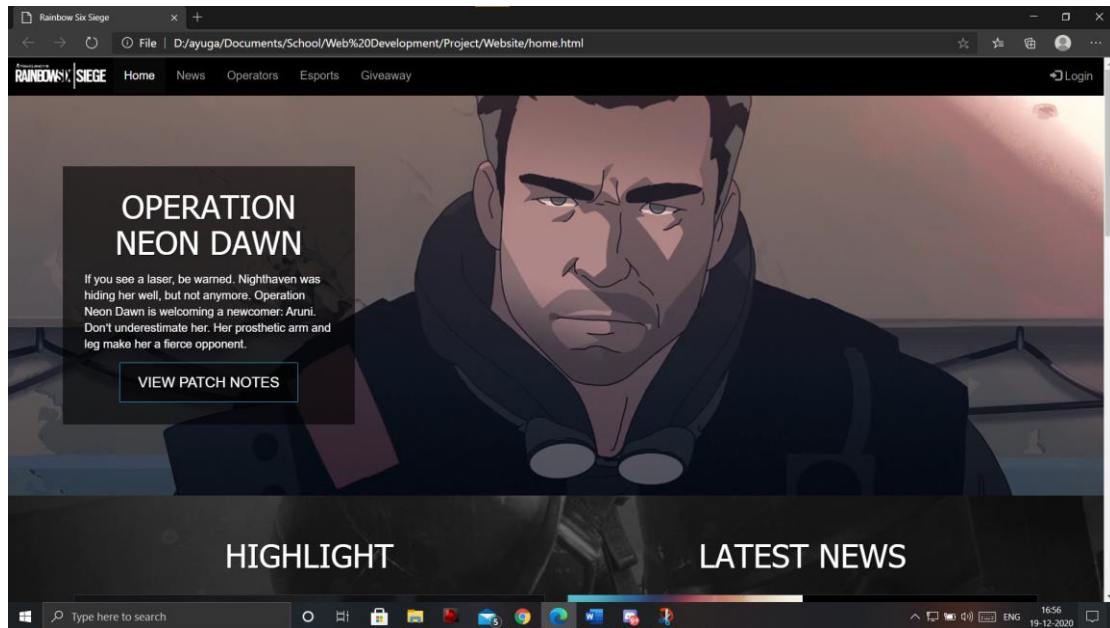 Rainbow Six Siege
File | D:/ayuga/Documents/School/Web%20Development/Project/Website/home.html
RAINBOWSIX SIEGE Home News Operators Esports Giveaway Login
OPERATION
NEON DAWN
If you see a laser, be warned. Nighthaven was
hiding her well, but not anymore. Operation
Neon Dawn is welcoming a newcomer: Aruni.
Don't underestimate her. Her prosthetic arm and
leg make her a fierce opponent.
VIEW PATCH NOTES
HIGHLIGHT
LATEST NEWS
Type here to search
5
ENG
16:56
19-12-2020